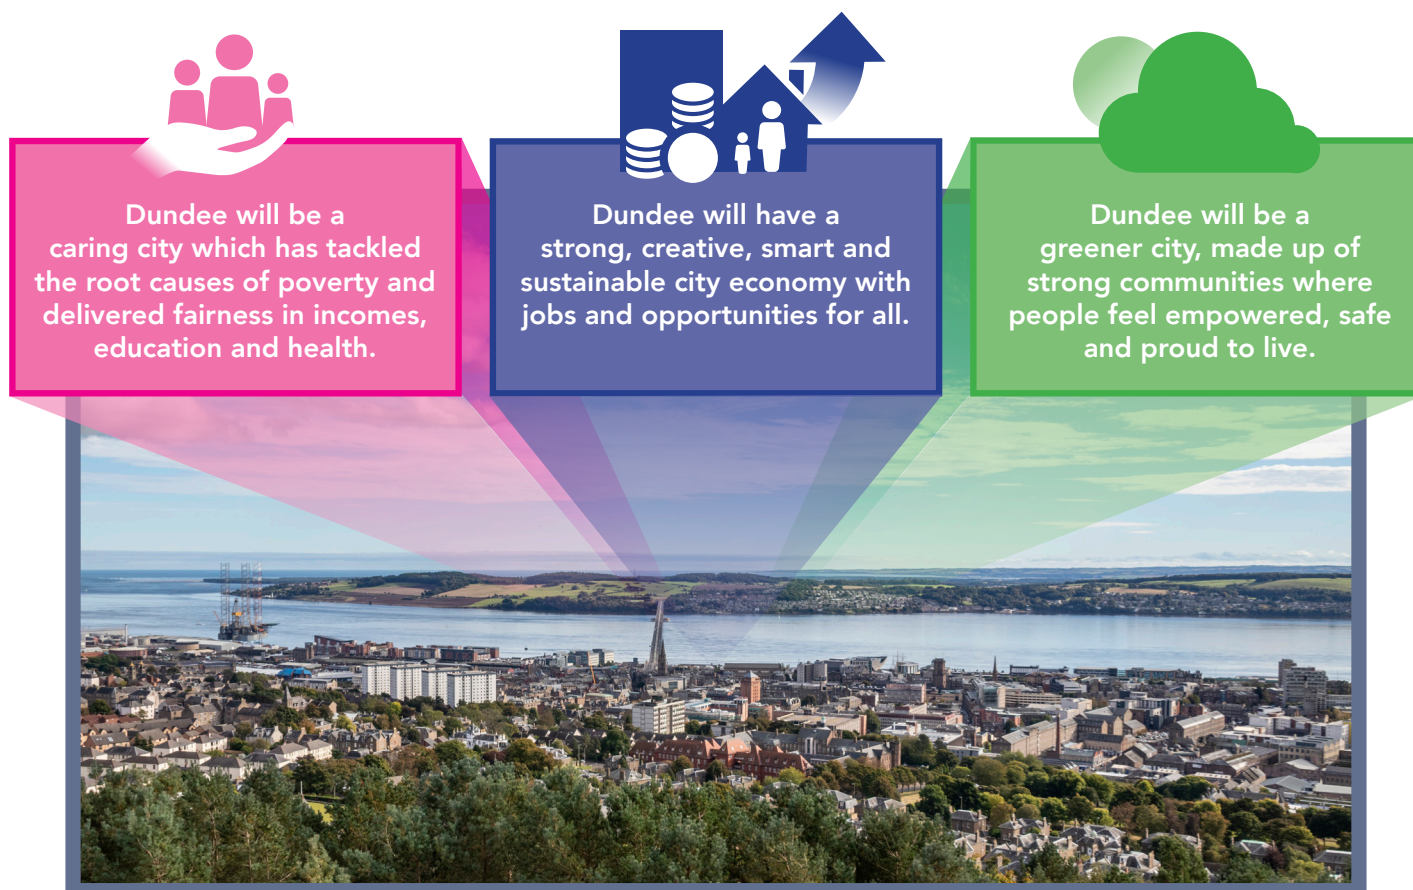 Dundee will be a
caring city which has tackled
the root causes of poverty and
delivered fairness in incomes,
education and health.
Dundee will have a
strong, creative, smart and
sustainable city economy with
jobs and opportunities for all.
Dundee will be a
greener city, made up of
strong communities where
people feel empowered, safe
and proud to live.